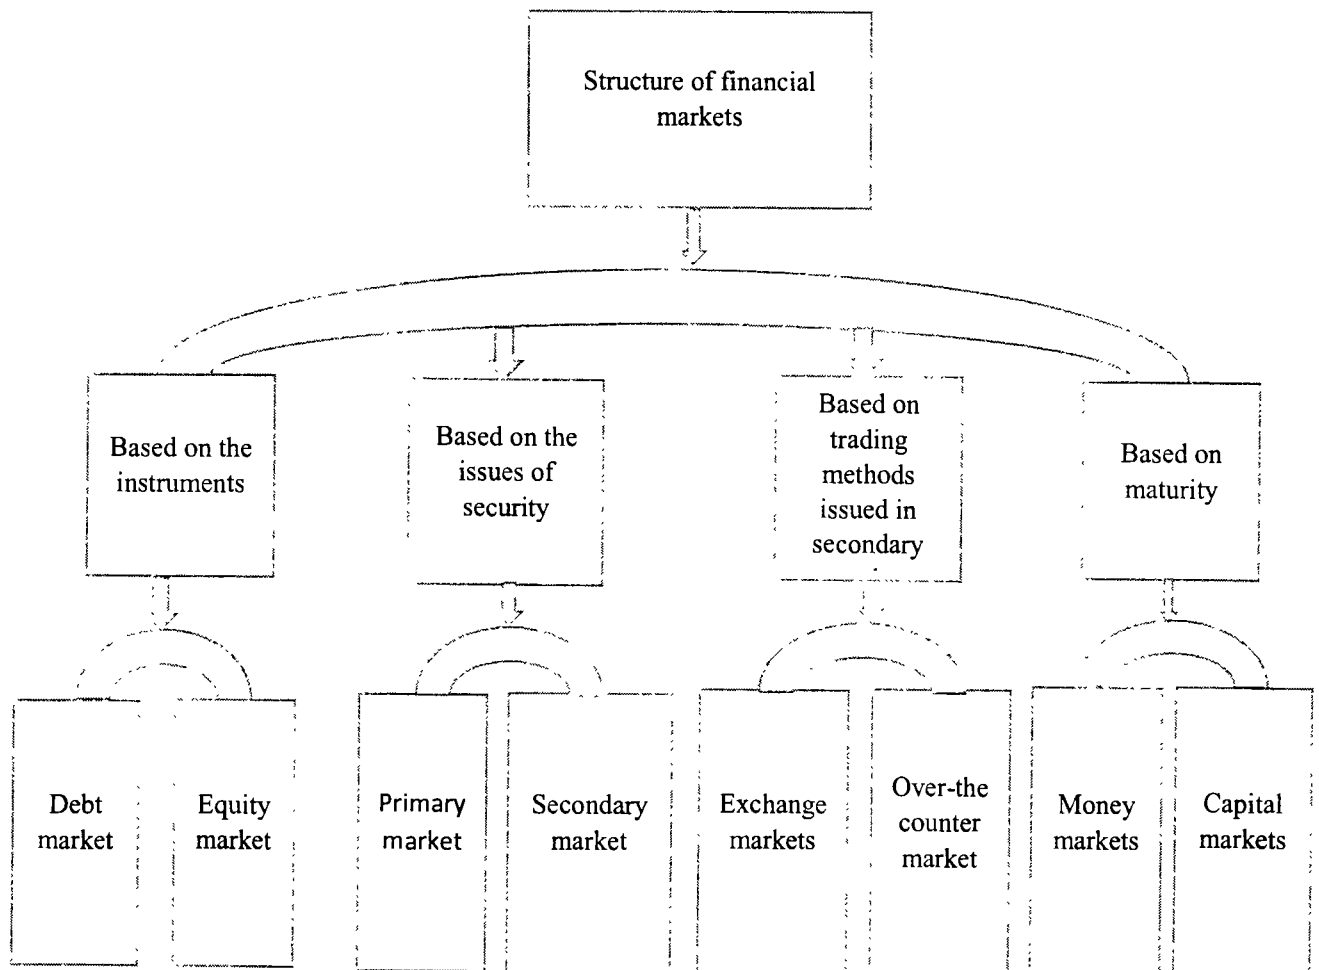 Structure of financial
markets
Based on the
instruments
Based on the
issues of
security
Based on
trading
methods
issued in
secondary
Based on
maturity
Debt
market
Equity
market
Primary
market
Secondary
market
Exchange
markets
Over-the
counter
market
Money
markets
Capital
markets